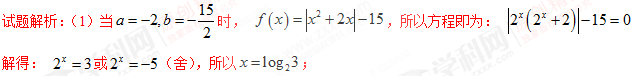 试题解析：（1）当 a = -2, b = -15/2 时， f(x) = |x² + 2x| - 15 ，所以方程即为： |2ˣ(2ˣ + 2)| - 15 = 0
解得： 2ˣ = 3 或 2ˣ = -5 （舍），所以 x = log₂3 ；